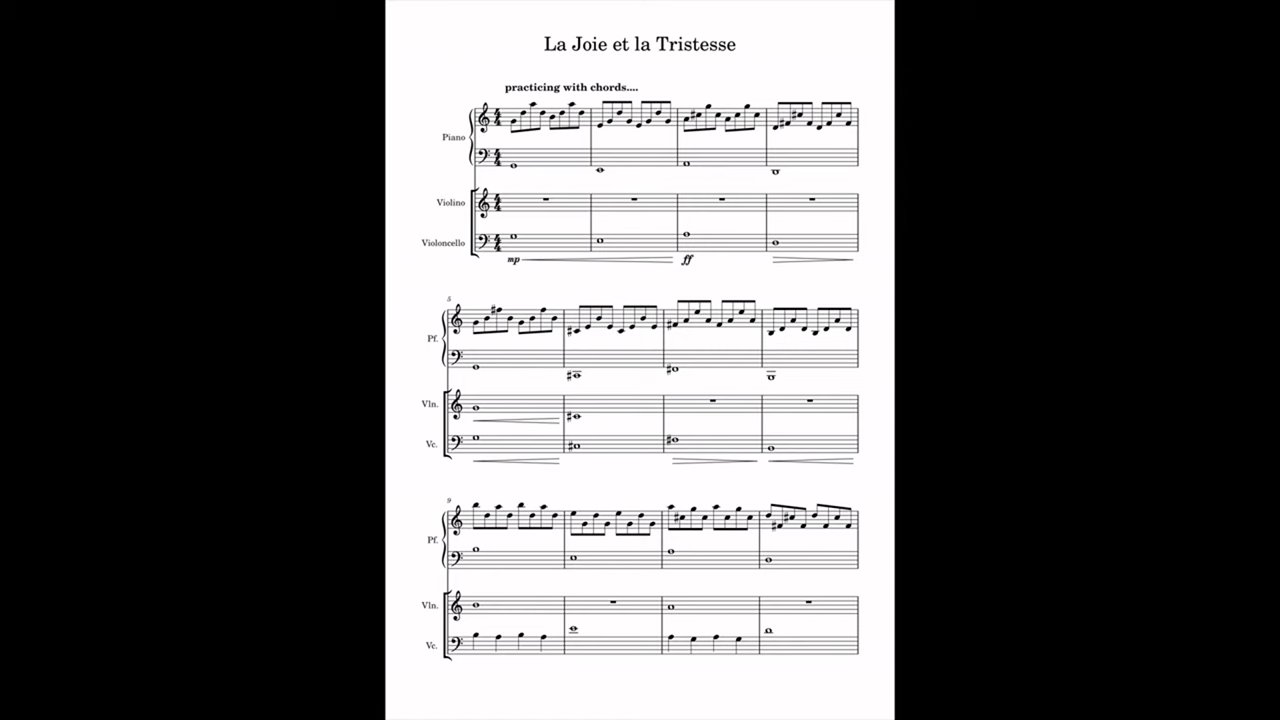 La Joie et la Tristesse
practicing with chords....
Piano
Violino
Violoncello
mp ff
5
Pf.
Vln.
Vc.
9
Pf.
Vln.
Vc.